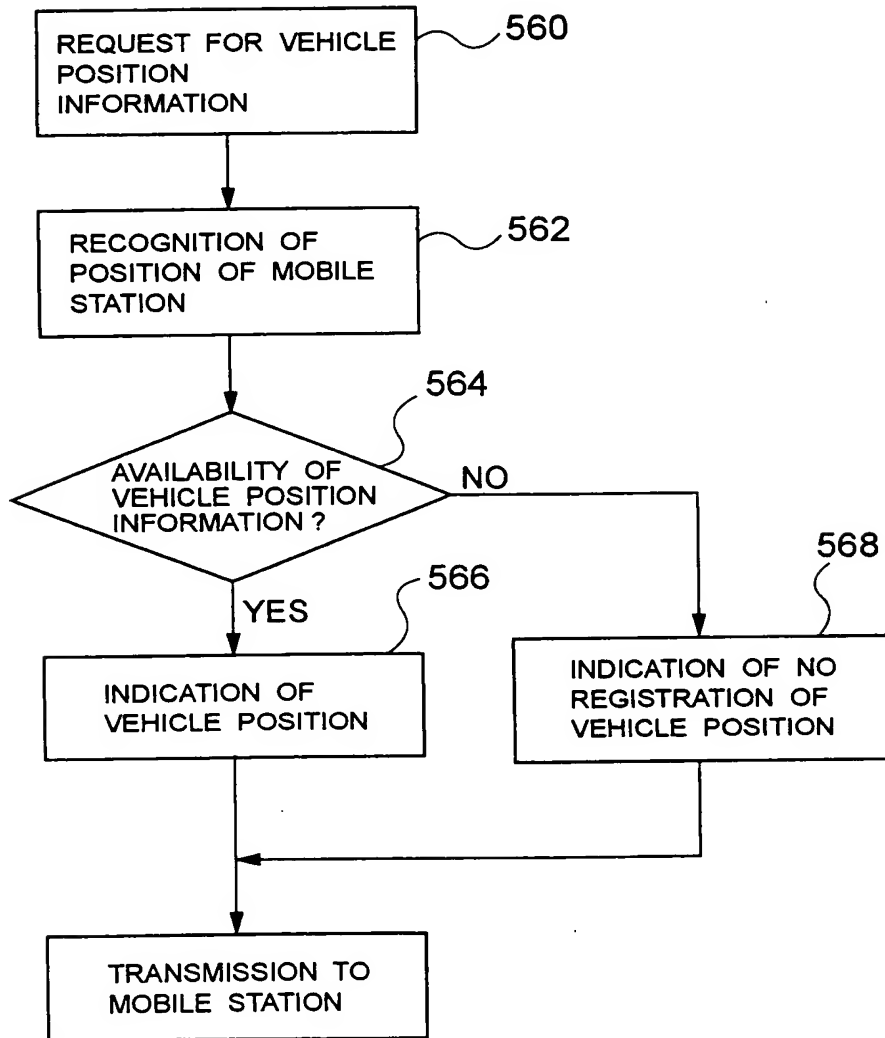 REQUEST FOR VEHICLE
POSITION
INFORMATION
560
RECOGNITION OF
POSITION OF MOBILE
STATION
562
564
AVAILABILITY OF
VEHICLE POSITION
INFORMATION ?
NO
YES
566
INDICATION OF
VEHICLE POSITION
568
INDICATION OF NO
REGISTRATION OF
VEHICLE POSITION
TRANSMISSION TO
MOBILE STATION